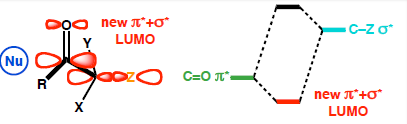 O
new π*+σ*
LUMO
Y
Nu
Z
R
X
C–Z σ*
C=O π*
new π*+σ*
LUMO